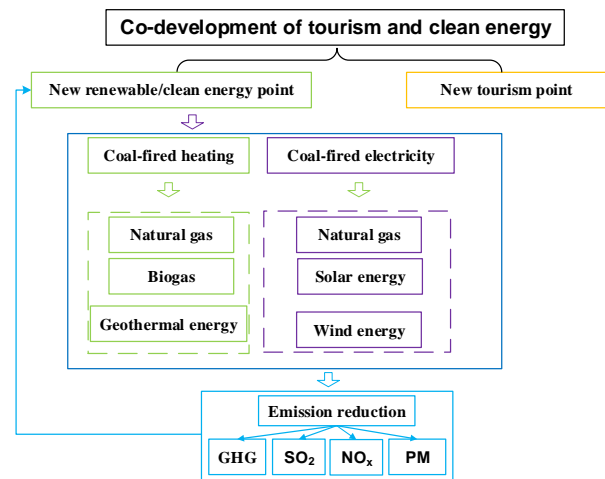 Co-development of tourism and clean energy
New renewable/clean energy point
New tourism point
Coal-fired heating
Coal-fired electricity
Natural gas
Natural gas
Biogas
Solar energy
Geothermal energy
Wind energy
Emission reduction
GHG
SO₂
NOₓ
PM